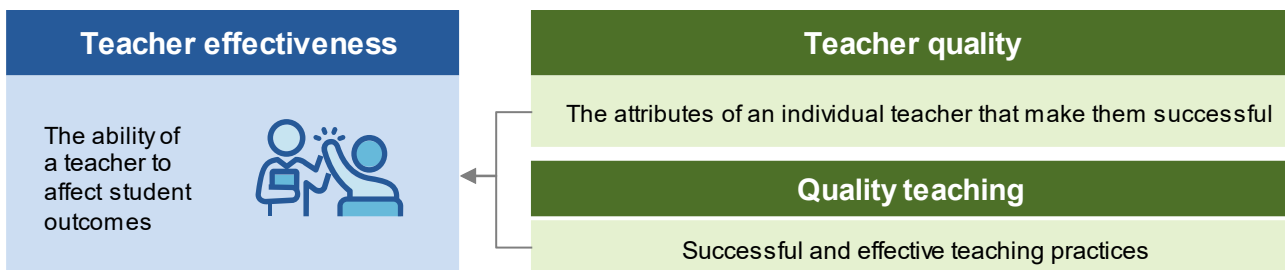 Teacher effectiveness
The ability of
a teacher to
affect student
outcomes
Teacher quality
The attributes of an individual teacher that make them successful
Quality teaching
Successful and effective teaching practices